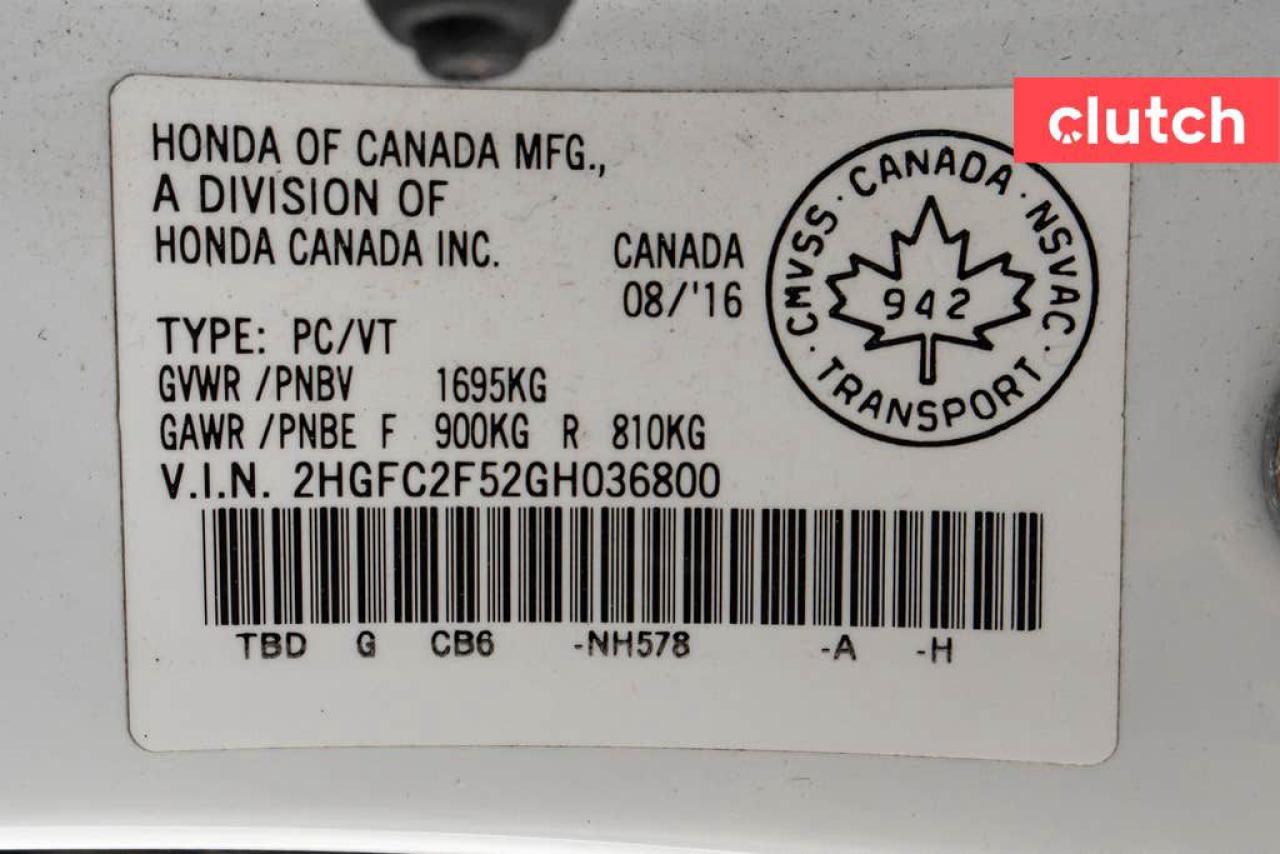 clutch
HONDA OF CANADA MFG.,
A DIVISION OF
HONDA CANADA INC.
CANADA
08/'16
TYPE: PC/VT
GVWR /PNBV 1695KG
GAWR /PNBE F 900KG R 810KG
V.I.N. 2HGFC2F52GH036800
TBD G CB6 -NH578 -A -H
CMVSS · CANADA · NSVAC · TRANSPORT ·
942